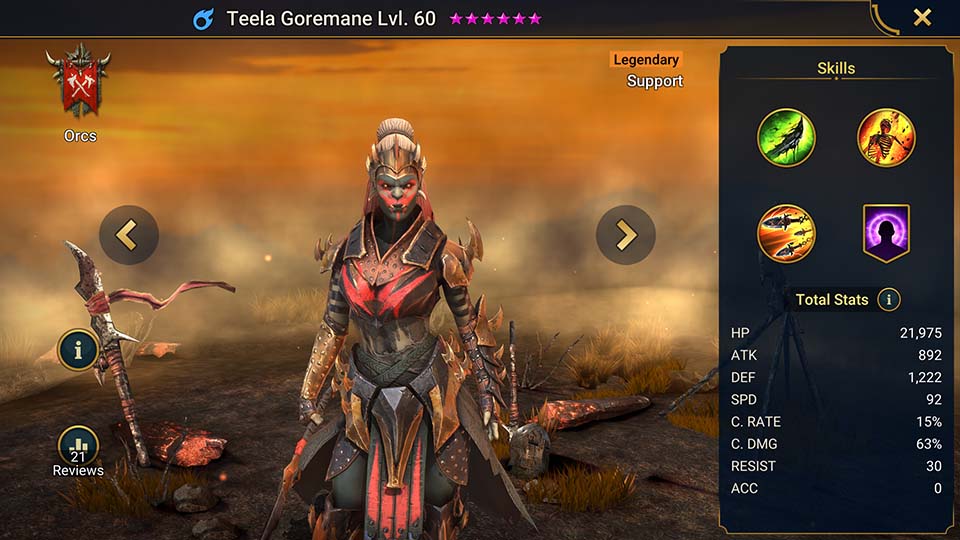 Teela Goremane Lvl. 60
Orcs
Legendary
Support
21
Reviews
Skills
Total Stats
HP 21,975
ATK 892
DEF 1,222
SPD 92
C. RATE 15%
C. DMG 63%
RESIST 30
ACC 0